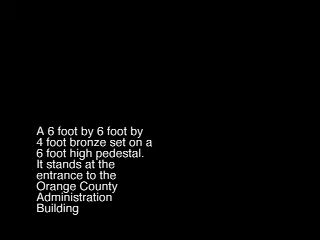 A 6 foot by 6 foot by
4 foot bronze set on a
6 foot high pedestal.
It stands at the
entrance to the
Orange County
Administration
Building